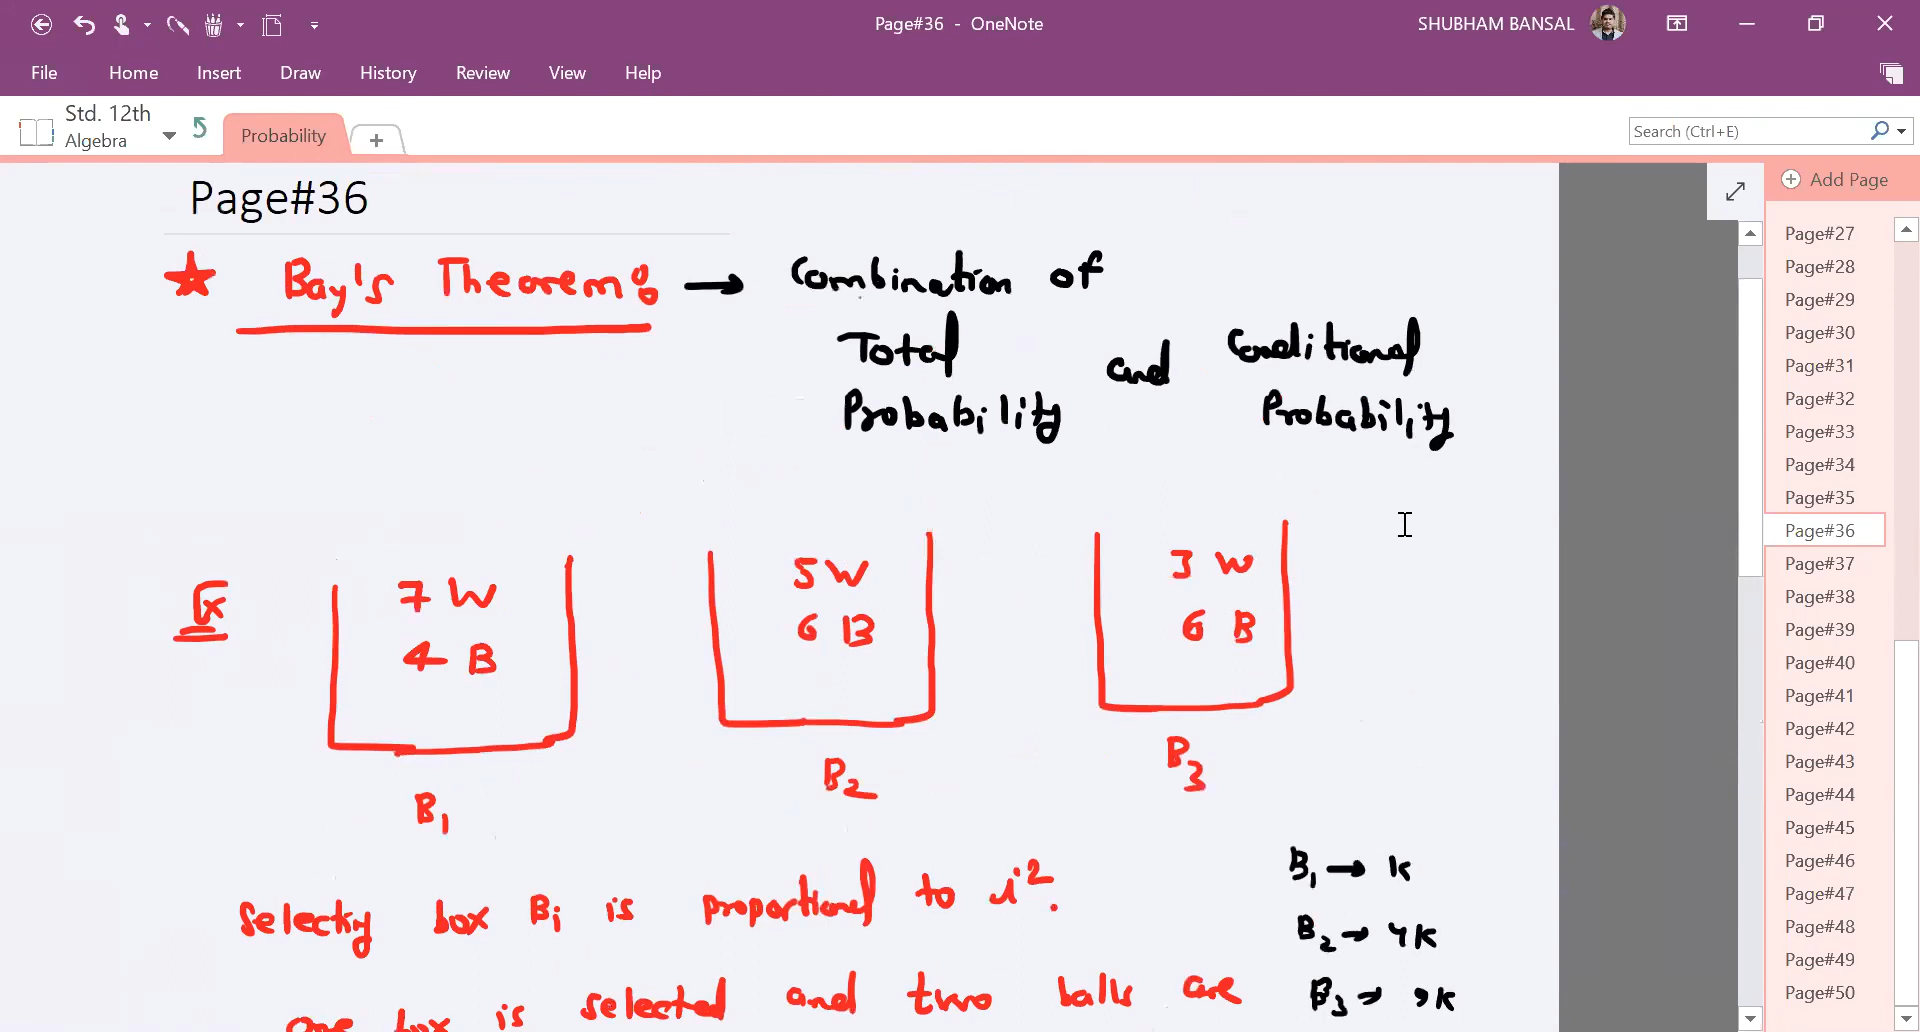 Page#36 - OneNote
SHUBHAM BANSAL
File Home Insert Draw History Review View Help
Std. 12th
Algebra
Probability
+
Search (Ctrl+E)
Page#36
Bay's Theorem: → Combination of
Total Probability and Conditional Probability
Ex
7 W
4 B
B1
5 W
6 B
B2
3 W
6 B
B3
Selectiy box Bi is proportional to i².
B1 → K
B2 → 4K
B3 → 9K
One box is selected and two balls are
Add Page
Page#27
Page#28
Page#29
Page#30
Page#31
Page#32
Page#33
Page#34
Page#35
Page#36
Page#37
Page#38
Page#39
Page#40
Page#41
Page#42
Page#43
Page#44
Page#45
Page#46
Page#47
Page#48
Page#49
Page#50